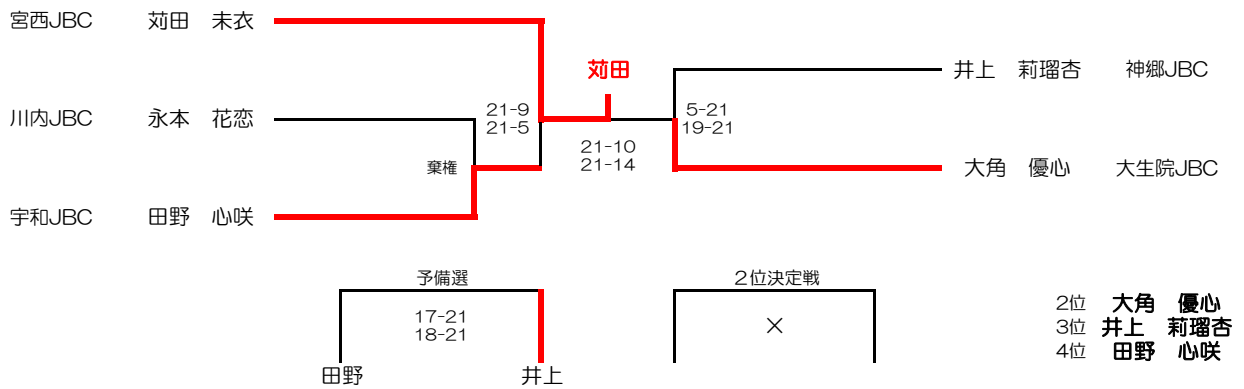 宮西JBC 苅田 未衣
苅田
井上 莉瑠杏 神郷JBC
21-9
21-5
5-21
19-21
川内JBC 永本 花恋
21-10
21-14
棄権
大角 優心 大生院JBC
宇和JBC 田野 心咲
予備選
2位決定戦
17-21
18-21
×
2位 大角 優心
3位 井上 莉瑠杏
4位 田野 心咲
田野 井上